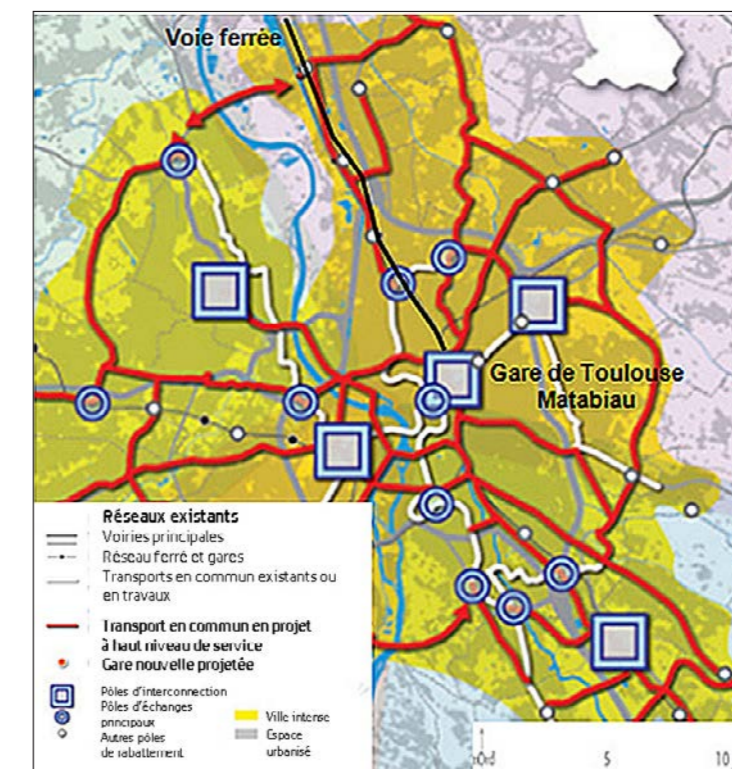 Voie ferrée
Gare de Toulouse
Matabiau
Réseaux existants
Voiries principales
Réseau ferré et gares
Transports en commun existants ou
en travaux
Transport en commun en projet
à haut niveau de service
Gare nouvelle projetée
Pôles d'interconnection
Pôles d'échanges
principaux
Autres pôles
de rabattement
Ville intense
Espace
urbanisé
5
10